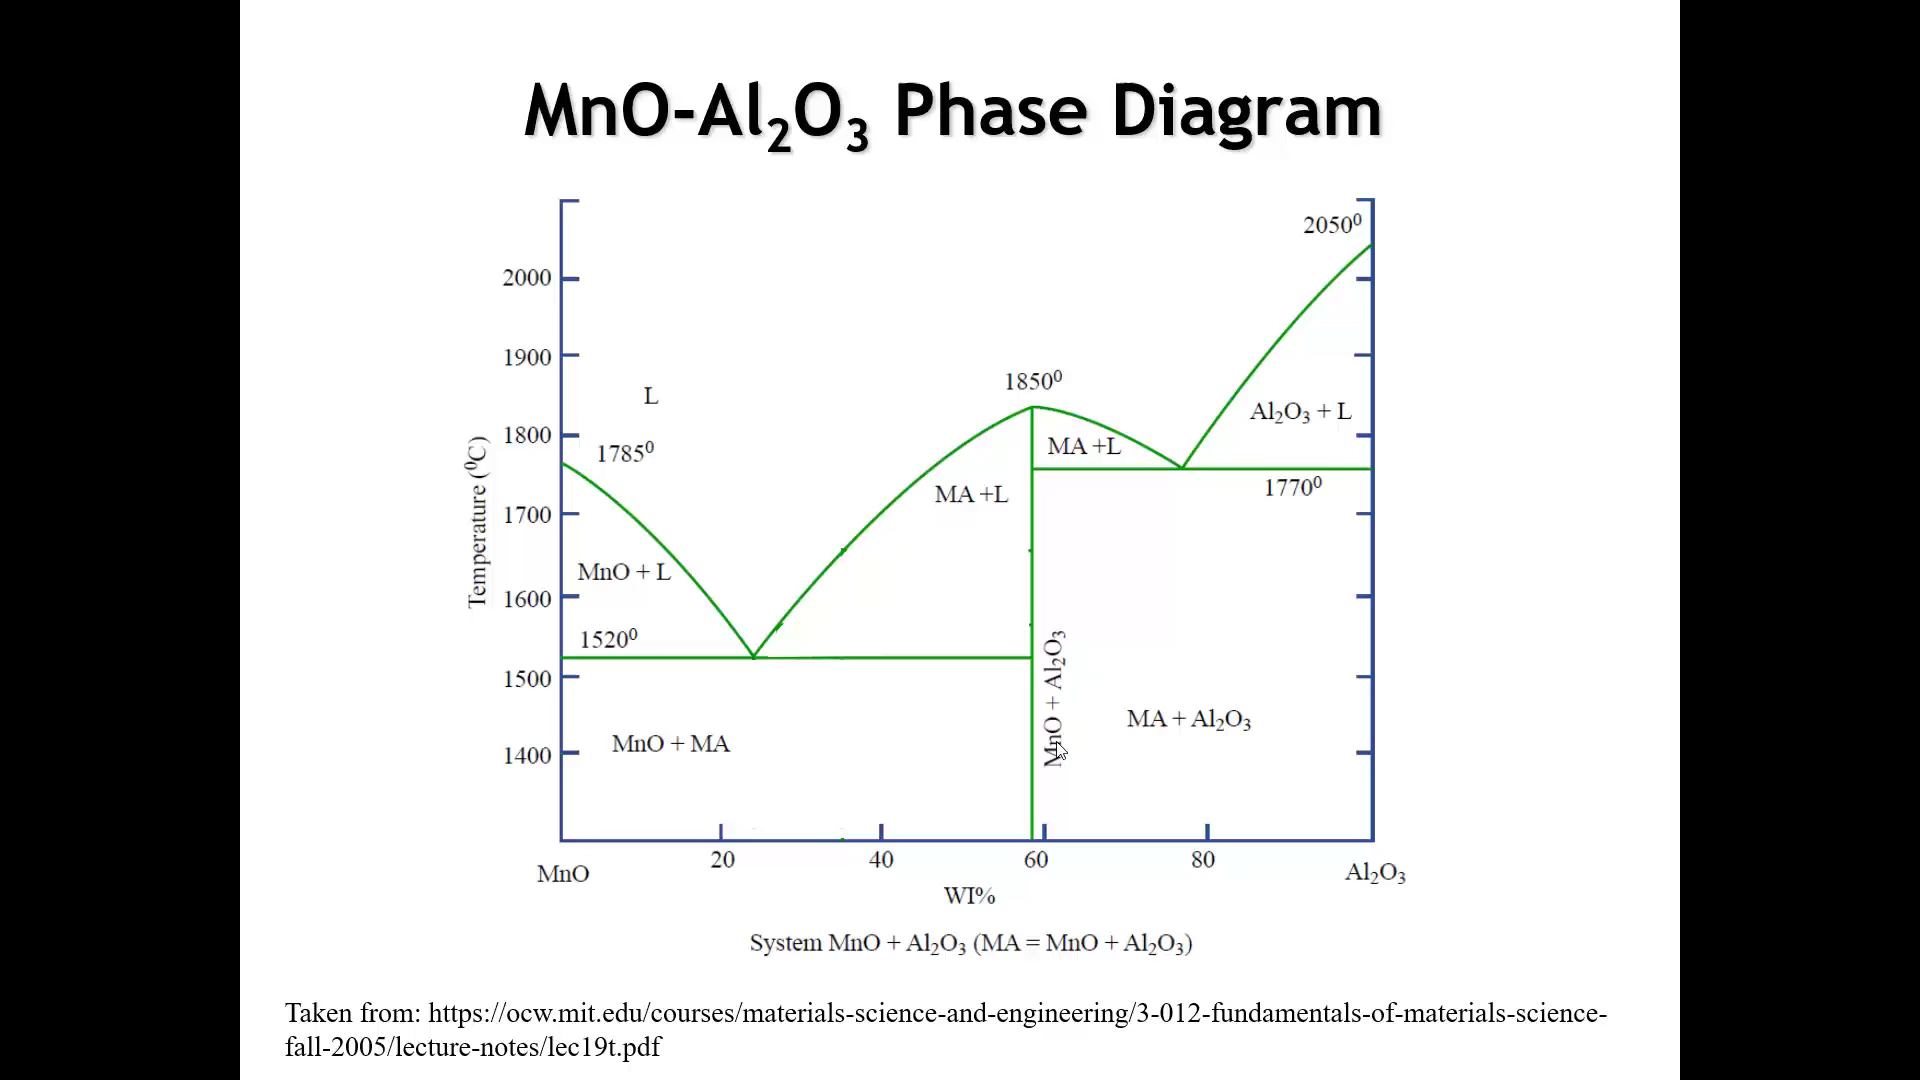 MnO-Al₂O₃ Phase Diagram
2050⁰
2000
1900
1850⁰
L
Al₂O₃ + L
1800
1785⁰
MA +L
1770⁰
MA +L
1700
Temperature (⁰C)
MnO + L
1600
1520⁰
1500
MnO + Al₂O₃
MA + Al₂O₃
MnO + MA
1400
20
40
60
80
MnO
Al₂O₃
WI%
System MnO + Al₂O₃ (MA = MnO + Al₂O₃)
Taken from: https://ocw.mit.edu/courses/materials-science-and-engineering/3-012-fundamentals-of-materials-science-
fall-2005/lecture-notes/lec19t.pdf